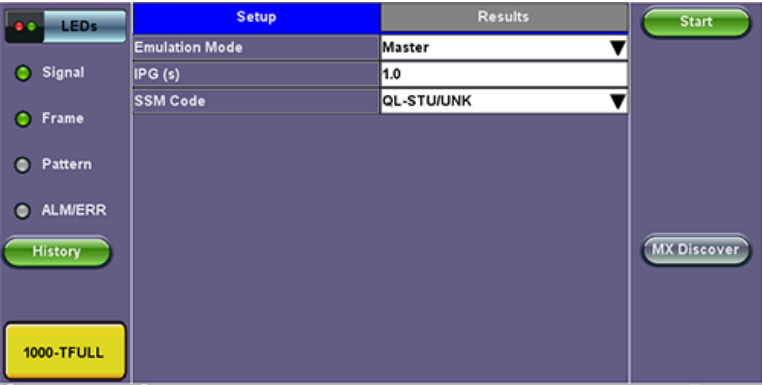 LEDs
Signal
Frame
Pattern
ALM/ERR
History
1000-TFULL
Setup Results
Emulation Mode Master
IPG (s) 1.0
SSM Code QL-STU/UNK
Start
MX Discover